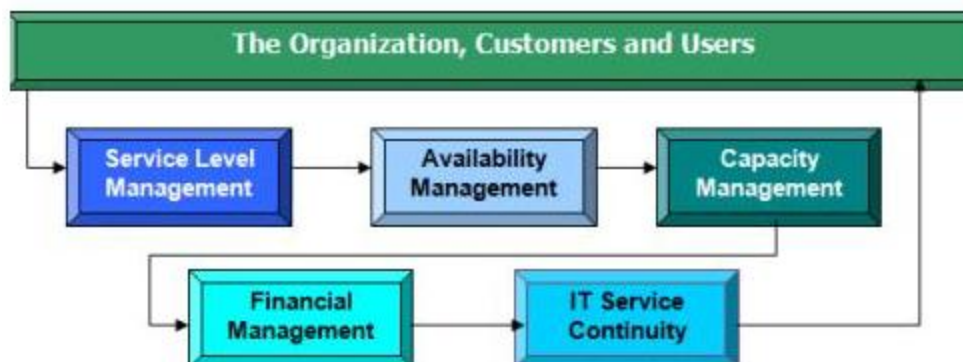 The Organization, Customers and Users
Service Level
Management
Availability
Management
Capacity
Management
Financial
Management
IT Service
Continuity